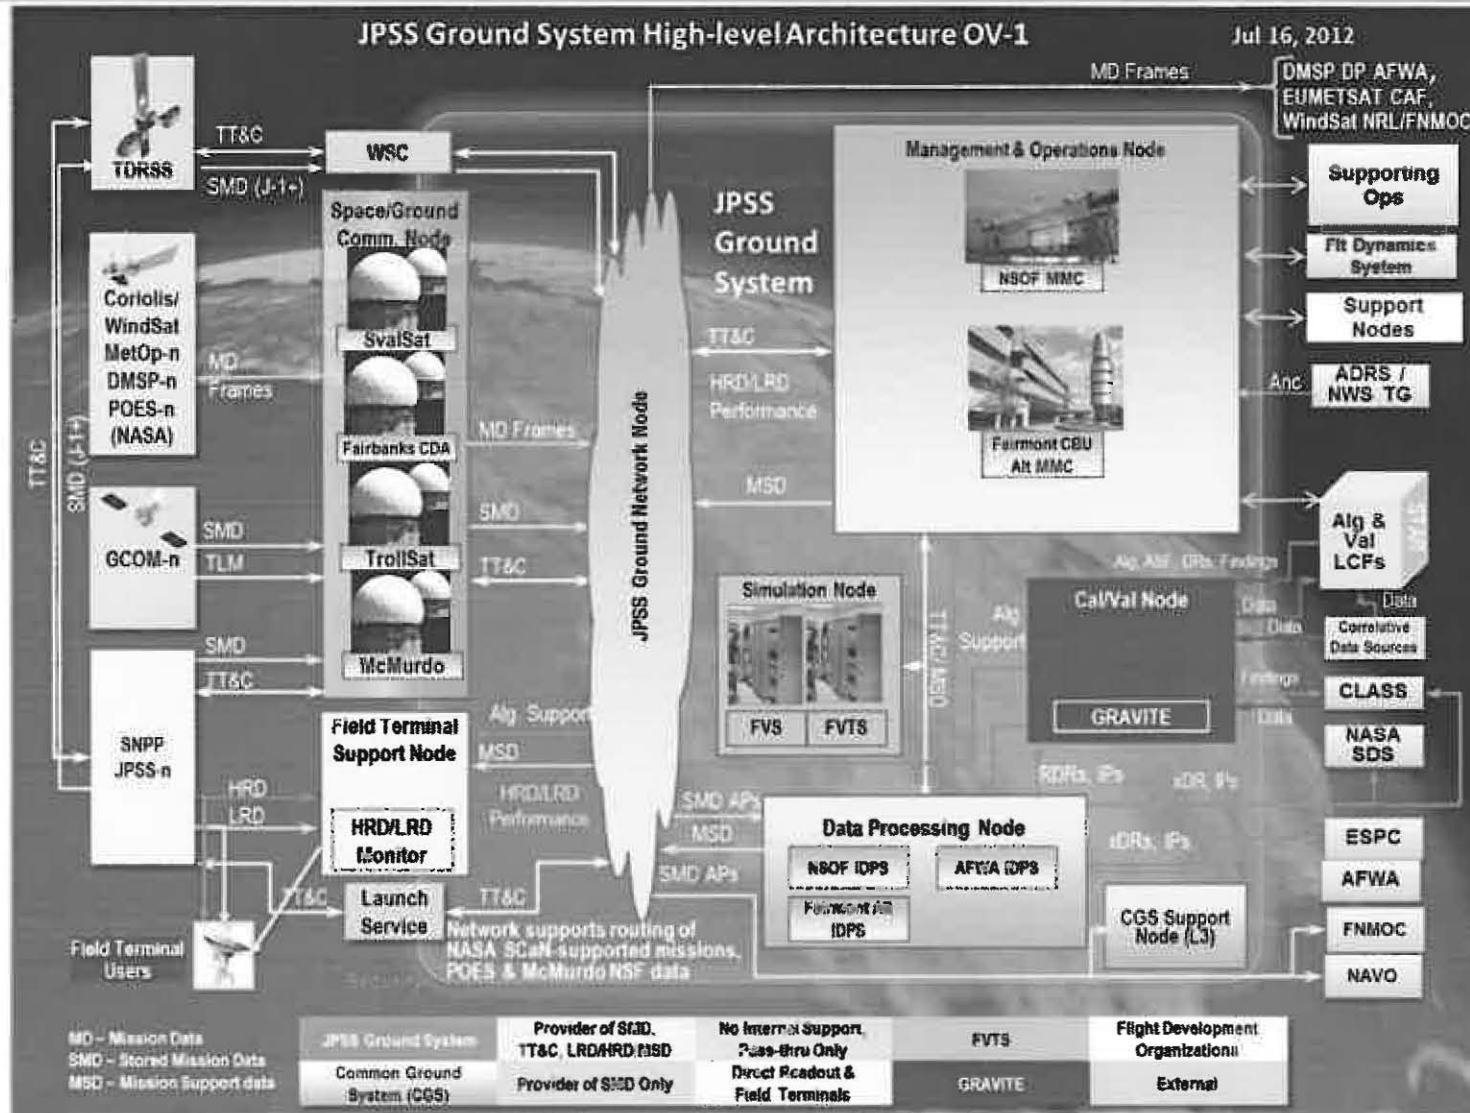 JPSS Ground System High-level Architecture OV-1
Jul 16, 2012
MD Frames
DMSP DP AFWA,
EUMETSAT CAF,
WindSat NRL/FNMOC
TDRSS
TT&C
SMD (J-1+)
WSC
Space/Ground
Comm. Node
SvalSat
Fairbanks CDA
TrollSat
McMurdo
Coriolis/
WindSat
MetOp-n
DMSP-n
POES-n
(NASA)
MD
Frames
TT&C
SMD (J-1+)
GCOM-n
SMD
TLM
SMD
TT&C
SNPP
JPSS-n
HRD
LRD
MD Frames
SMD
TT&C
JPSS Ground Network Node
JPSS
Ground
System
Management & Operations Node
NSOF MMC
Fairmont CBU
Alt MMC
TT&C
HRD/LRD
Performance
MSD
Supporting
Ops
Flt Dynamics
System
Support
Nodes
Anc
ADRS /
NWS TG
Alg &
Val
LCFs
STAR
Alg, ASF, DRs, Findings
Simulation Node
FVS
FVTS
TT&C/MSD
Alg
Support
Cal/Val Node
GRAVITE
Data
Data
Data
Correlative
Data Sources
Findings
Data
CLASS
NASA
SDS
Field Terminal
Support Node
HRD/LRD
Monitor
Alg Support
MSD
HRD/LRD
Performance
RDRs, IPs
xDR, IPs
SMD APs
MSD
SMD APs
Data Processing Node
NSOF IDPS
AFWA IDPS
Fairmont Alt
IDPS
xDRs, IPs
ESPC
AFWA
FNMOC
NAVO
CGS Support
Node (L3)
TT&C
Launch
Service
TT&C
Network supports routing of
NASA SCaN-supported missions,
POES & McMurdo NSF data
Field Terminal
Users
Security
MD – Mission Data
SMD – Stored Mission Data
MSD – Mission Support data
JPSS Ground System
Provider of SMD,
TT&C, LRD/HRD MSD
No Internal Support,
Pass-thru Only
FVTS
Flight Development
Organizations
Common Ground
System (CGS)
Provider of SMD Only
Direct Readout &
Field Terminals
GRAVITE
External